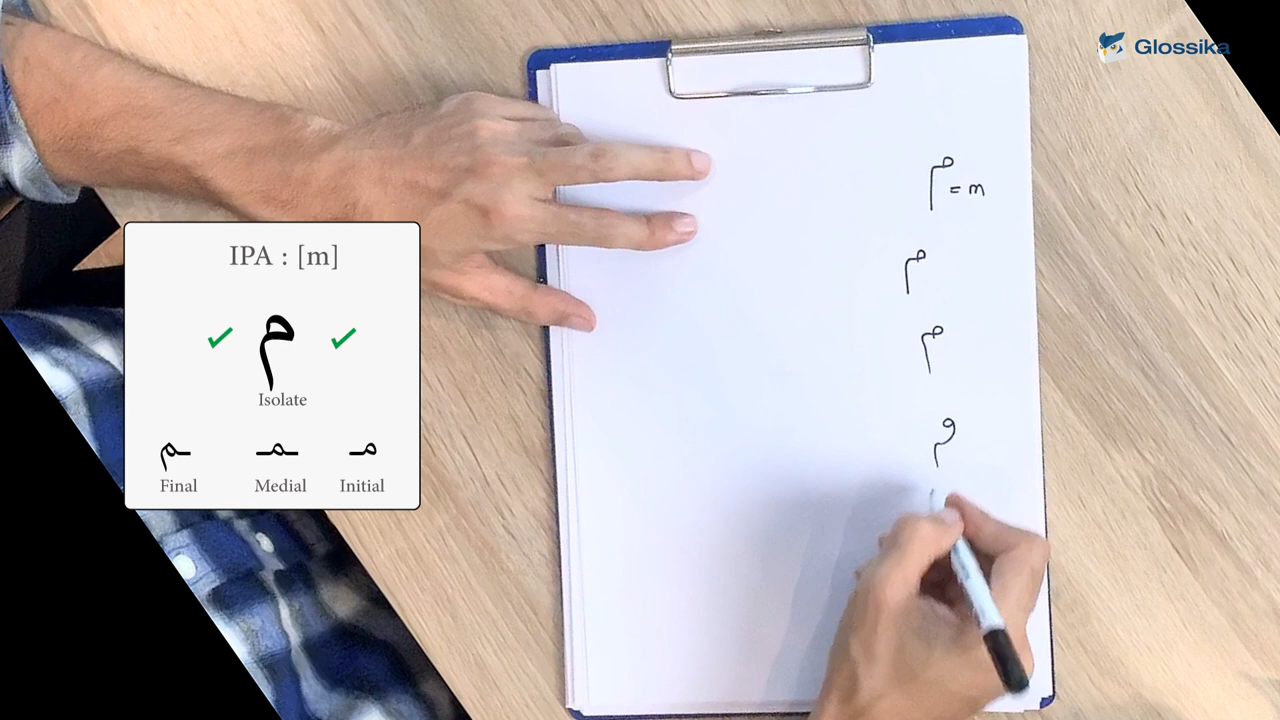 Glossika
IPA : [m]
م
Isolate
ـم ـمـ مـ
Final Medial Initial
م = m
م
م
م